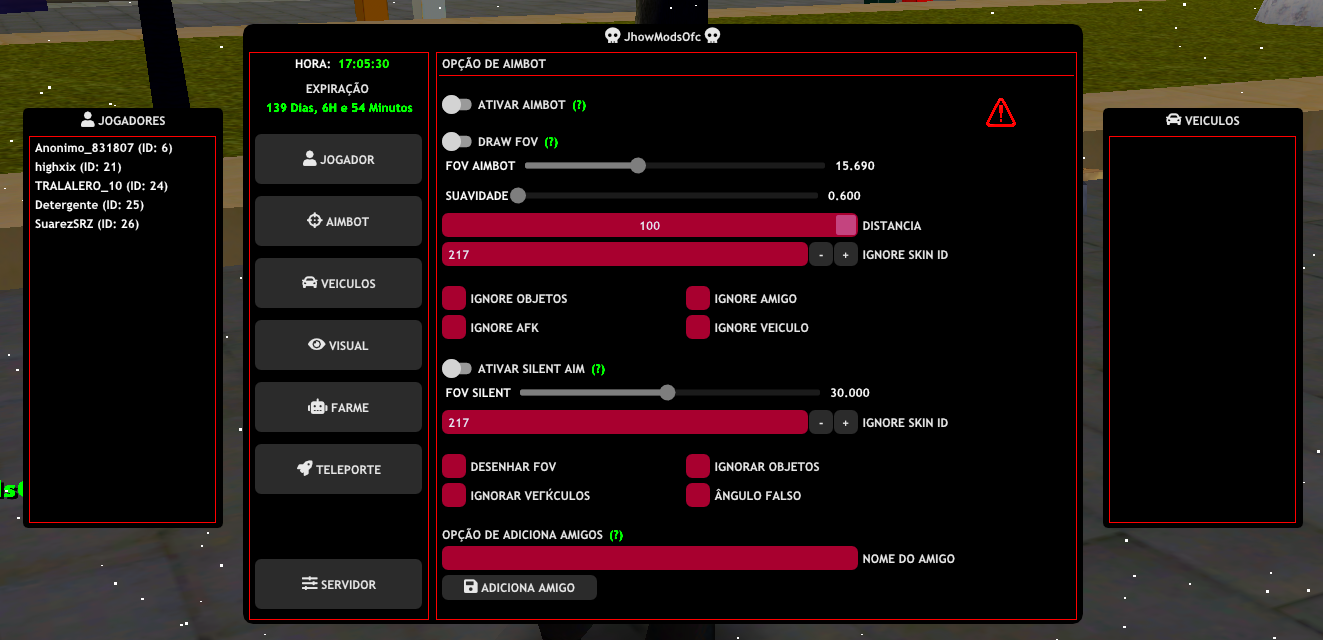 JhowModsOfc
HORA: 17:05:30
EXPIRAÇÃO
139 Dias, 6H e 54 Minutos
JOGADORES
Anonimo_831807 (ID: 6)
highxix (ID: 21)
TRALALERO_10 (ID: 24)
Detergente (ID: 25)
SuarezSRZ (ID: 26)
JOGADOR
AIMBOT
VEICULOS
VISUAL
FARME
TELEPORTE
SERVIDOR
OPÇÃO DE AIMBOT
ATIVAR AIMBOT (?)
DRAW FOV (?)
FOV AIMBOT 15.690
SUAVIDADE 0.600
100 DISTANCIA
217 - + IGNORE SKIN ID
IGNORE OBJETOS IGNORE AMIGO
IGNORE AFK IGNORE VEICULO
ATIVAR SILENT AIM (?)
FOV SILENT 30.000
217 - + IGNORE SKIN ID
DESENHAR FOV IGNORAR OBJETOS
IGNORAR VEГЌCULOS ÂNGULO FALSO
OPÇÃO DE ADICIONA AMIGOS (?)
NOME DO AMIGO
ADICIONA AMIGO
VEICULOS